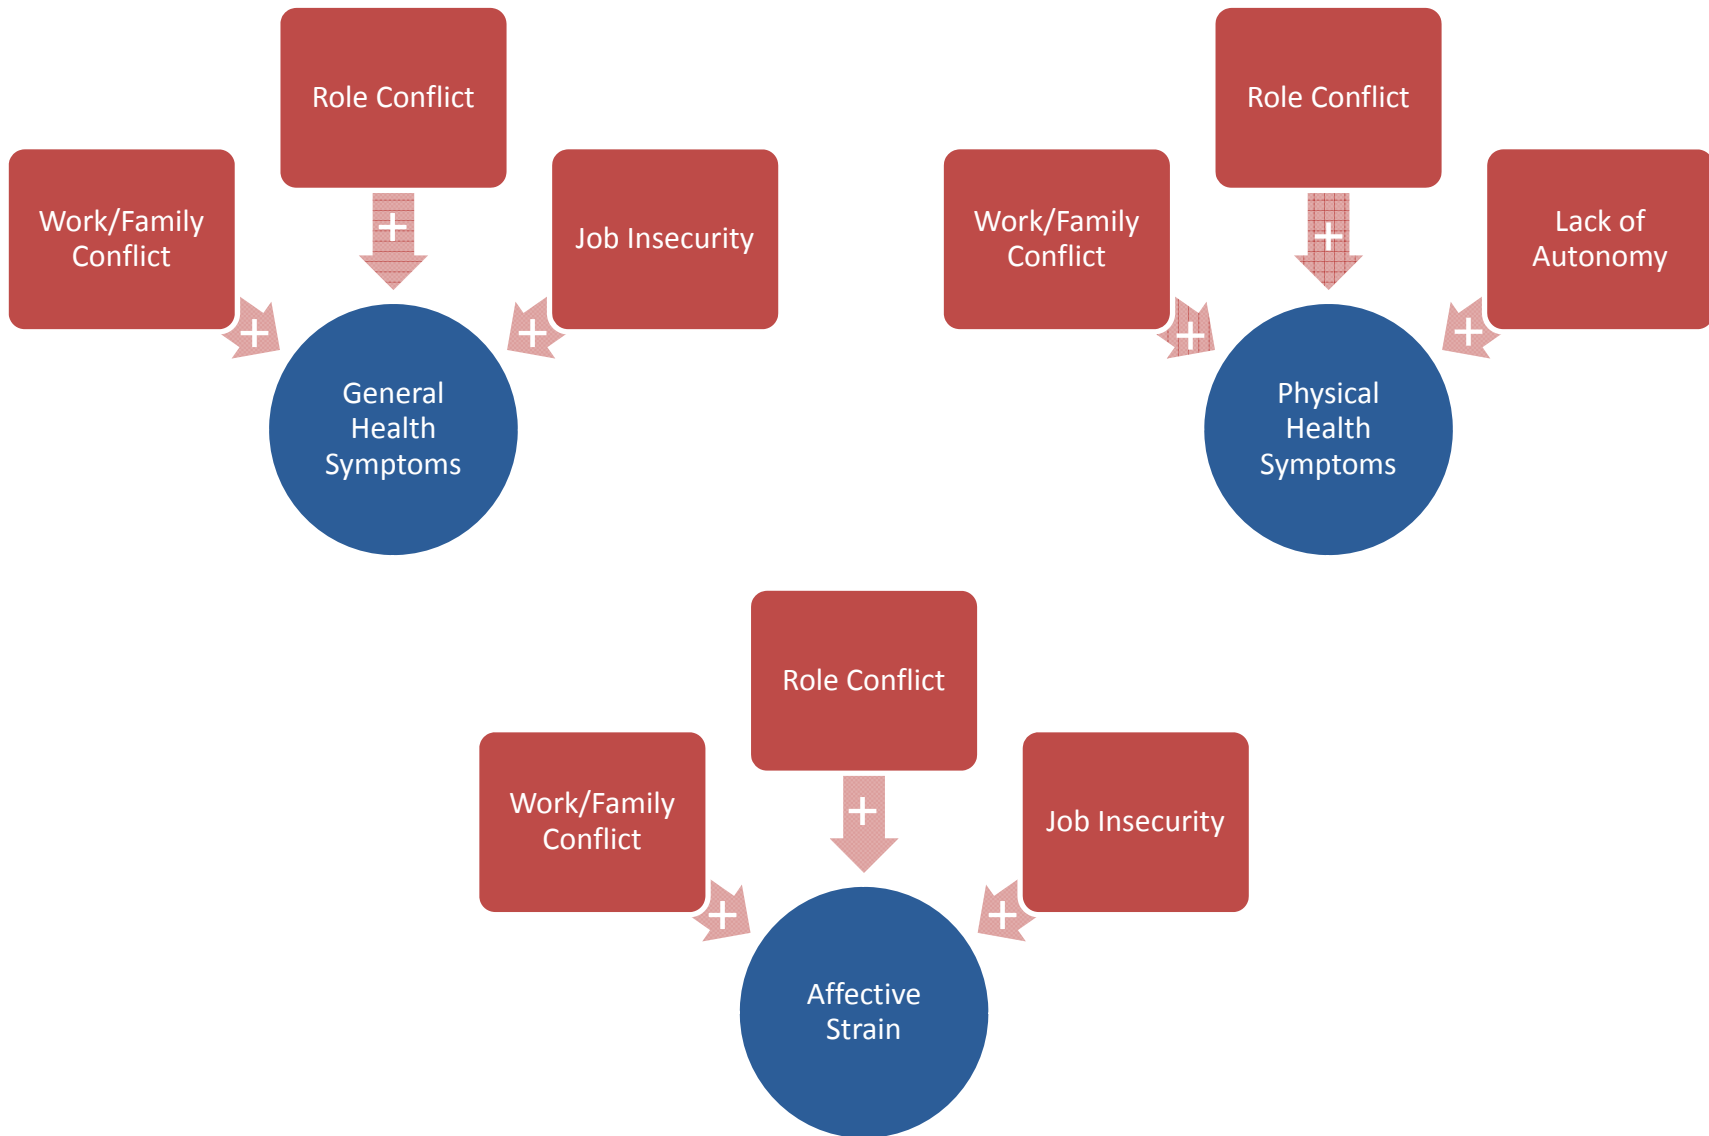 Role Conflict
Work/Family
Conflict
+
Job Insecurity
+
+
General
Health
Symptoms
Role Conflict
Work/Family
Conflict
+
Lack of
Autonomy
+
+
Physical
Health
Symptoms
Role Conflict
Work/Family
Conflict
+
Job Insecurity
+
+
Affective
Strain